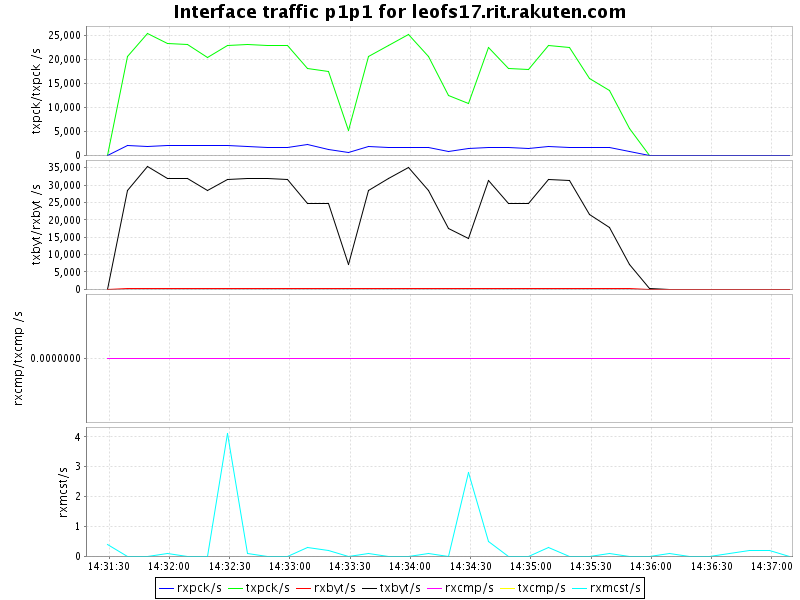 Interface traffic p1p1 for leofs17.rit.rakuten.com
txpck/txpck /s
25,000
20,000
15,000
10,000
5,000
0
txbyt/rxbyt /s
35,000
30,000
25,000
20,000
15,000
10,000
5,000
0
rxcmp/txcmp /s
0.0000000
rxmcst/s
4
3
2
1
0
14:31:30 14:32:00 14:32:30 14:33:00 14:33:30 14:34:00 14:34:30 14:35:00 14:35:30 14:36:00 14:36:30 14:37:00
rxpck/s txpck/s rxbyt/s txbyt/s rxcmp/s txcmp/s rxmcst/s